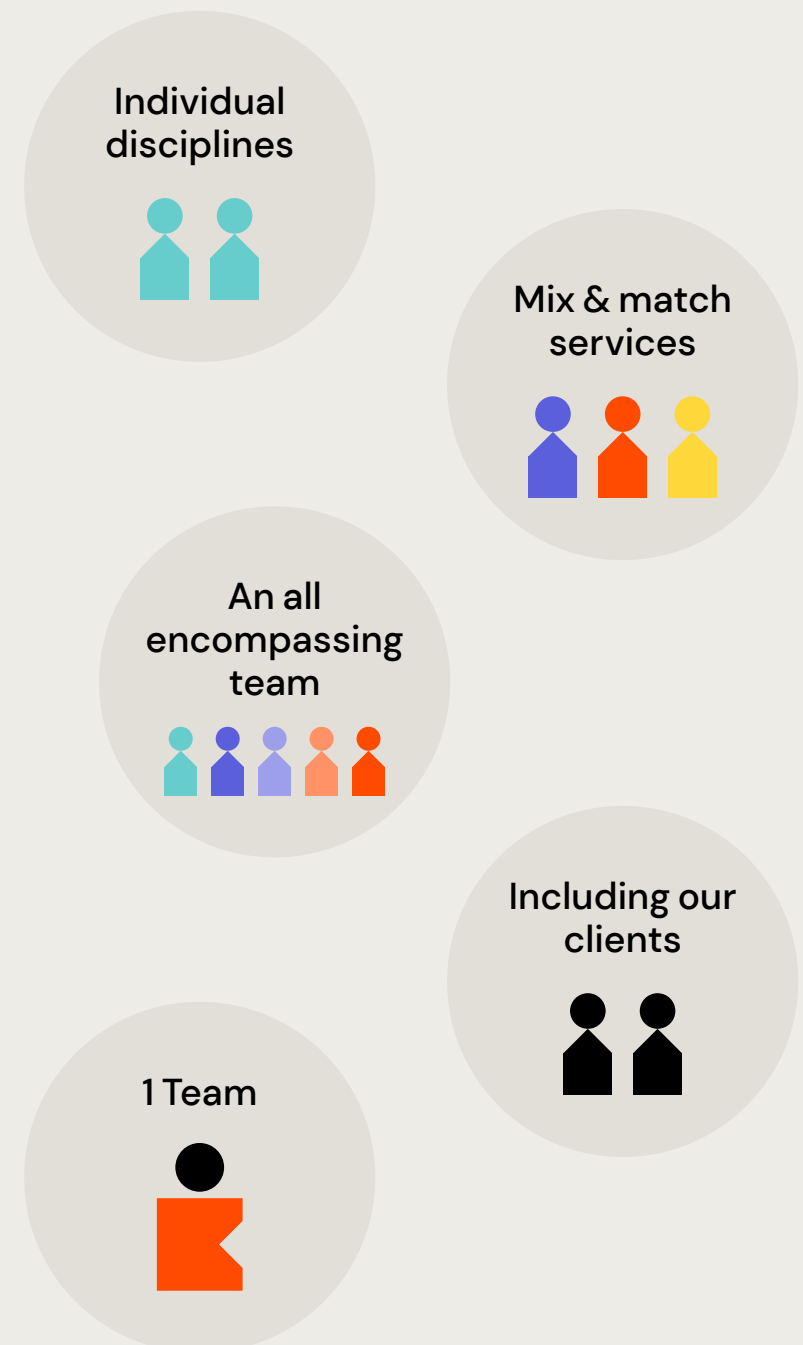 Individual
disciplines
Mix & match
services
An all
encompassing
team
Including our
clients
1 Team